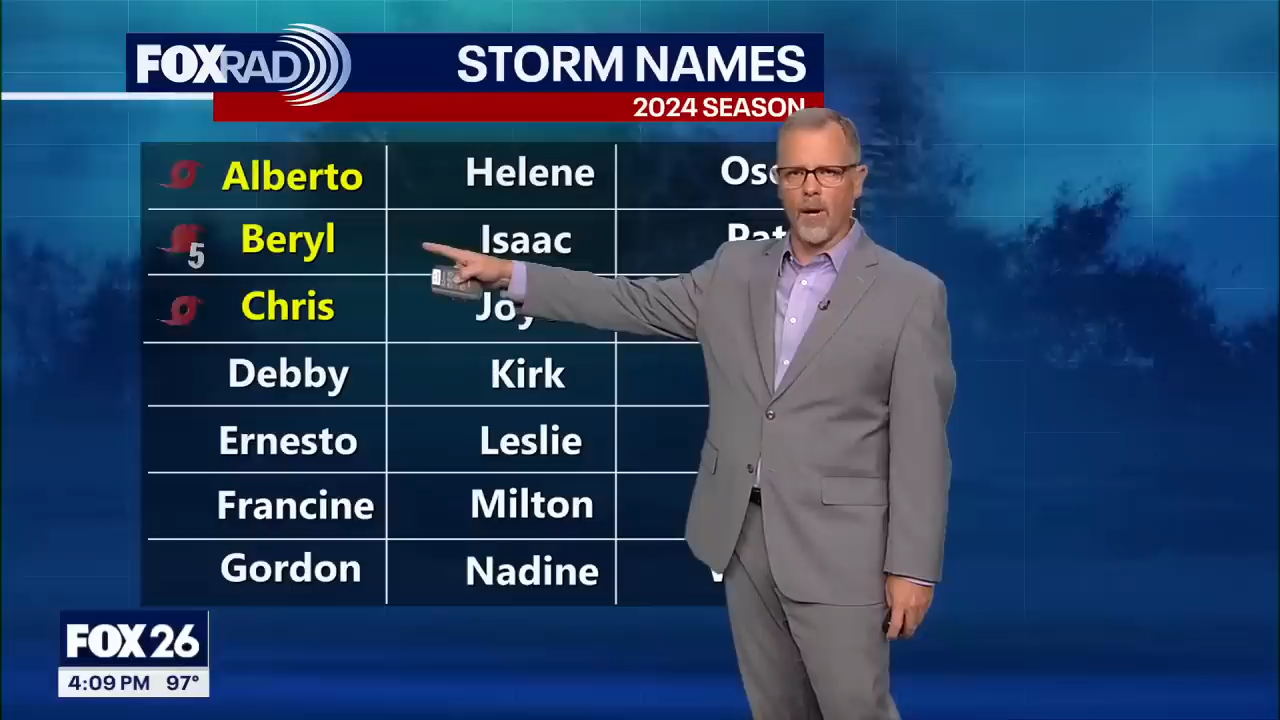 FOXRAD
STORM NAMES
2024 SEASON
Alberto Helene
5 Beryl Isaac
Chris
Debby Kirk
Ernesto Leslie
Francine Milton
Gordon Nadine
FOX 26
4:09 PM 97°